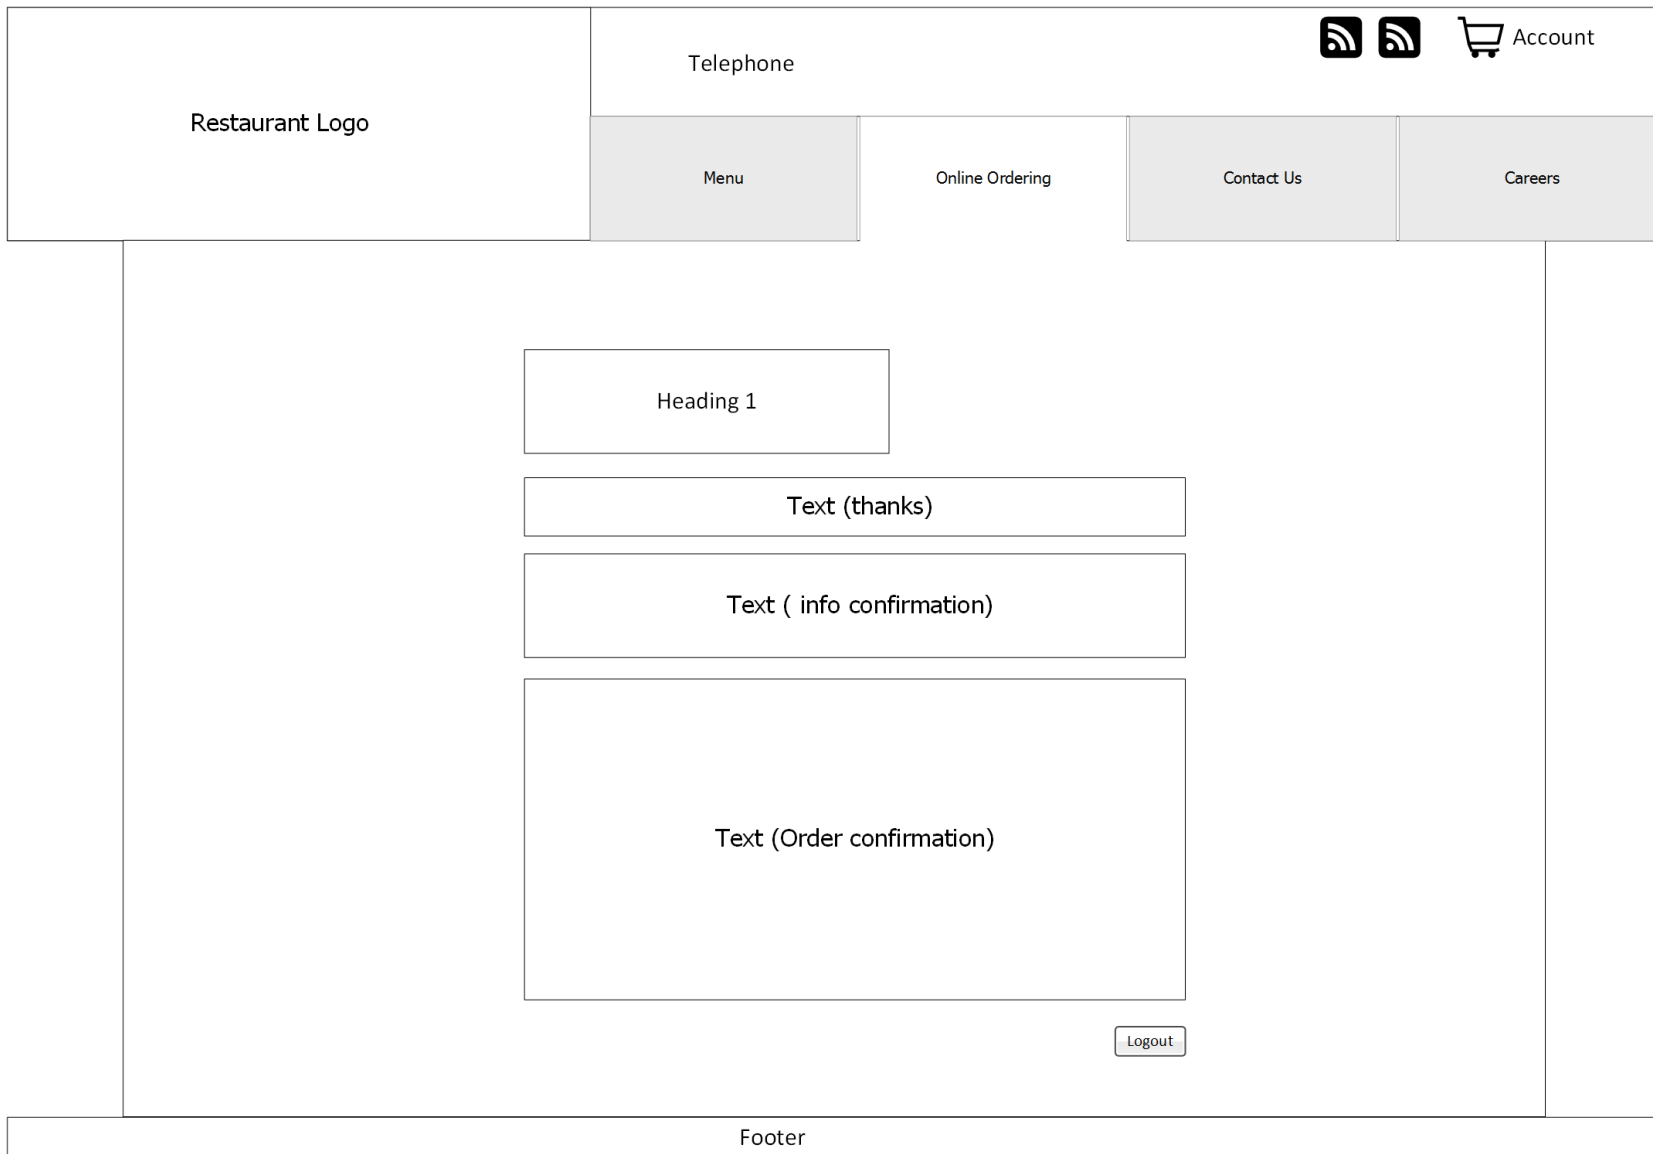 Restaurant Logo
Telephone
Account
Menu
Online Ordering
Contact Us
Careers
Heading 1
Text (thanks)
Text ( info confirmation)
Text (Order confirmation)
Logout
Footer